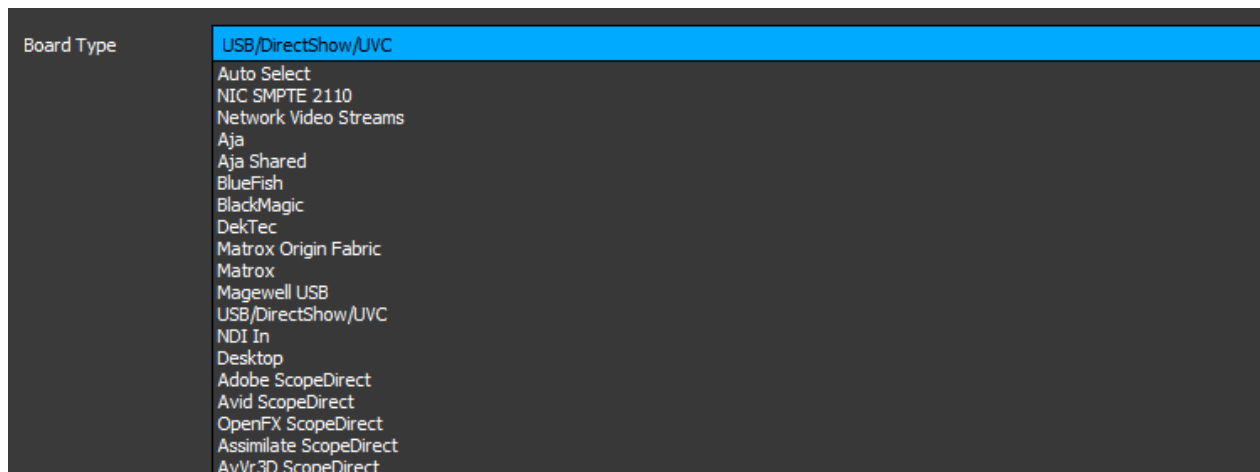 Board Type
USB/DirectShow/UVC
Auto Select
NIC SMPTE 2110
Network Video Streams
Aja
Aja Shared
BlueFish
BlackMagic
DekTec
Matrox Origin Fabric
Matrox
Magewell USB
USB/DirectShow/UVC
NDI In
Desktop
Adobe ScopeDirect
Avid ScopeDirect
OpenFX ScopeDirect
Assimilate ScopeDirect
AvVr3D ScopeDirect